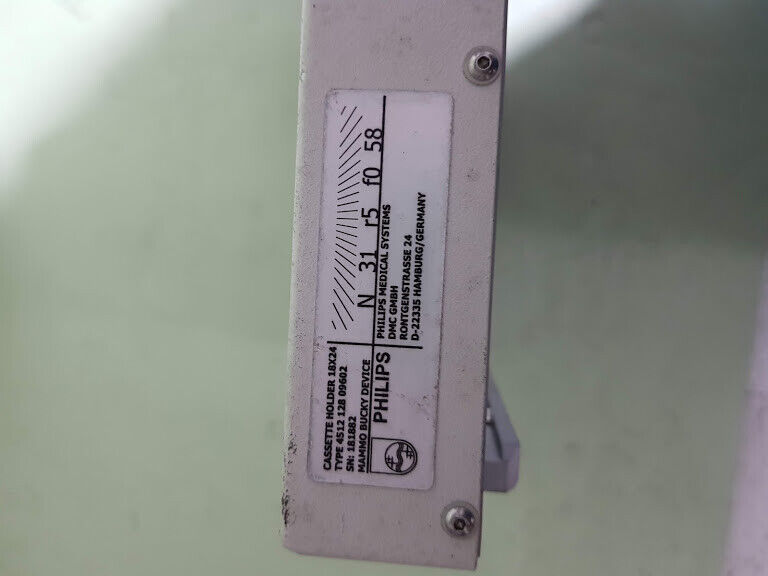 CASSETTE HOLDER 18X24
TYPE 4512 128 09602
SN: 181882
MAMMO BUCKY DEVICE
N 31 r5 f0 58
PHILIPS
PHILIPS MEDICAL SYSTEMS
DMC GMBH
RONTGENSTRASSE 24
D-22335 HAMBURG/GERMANY